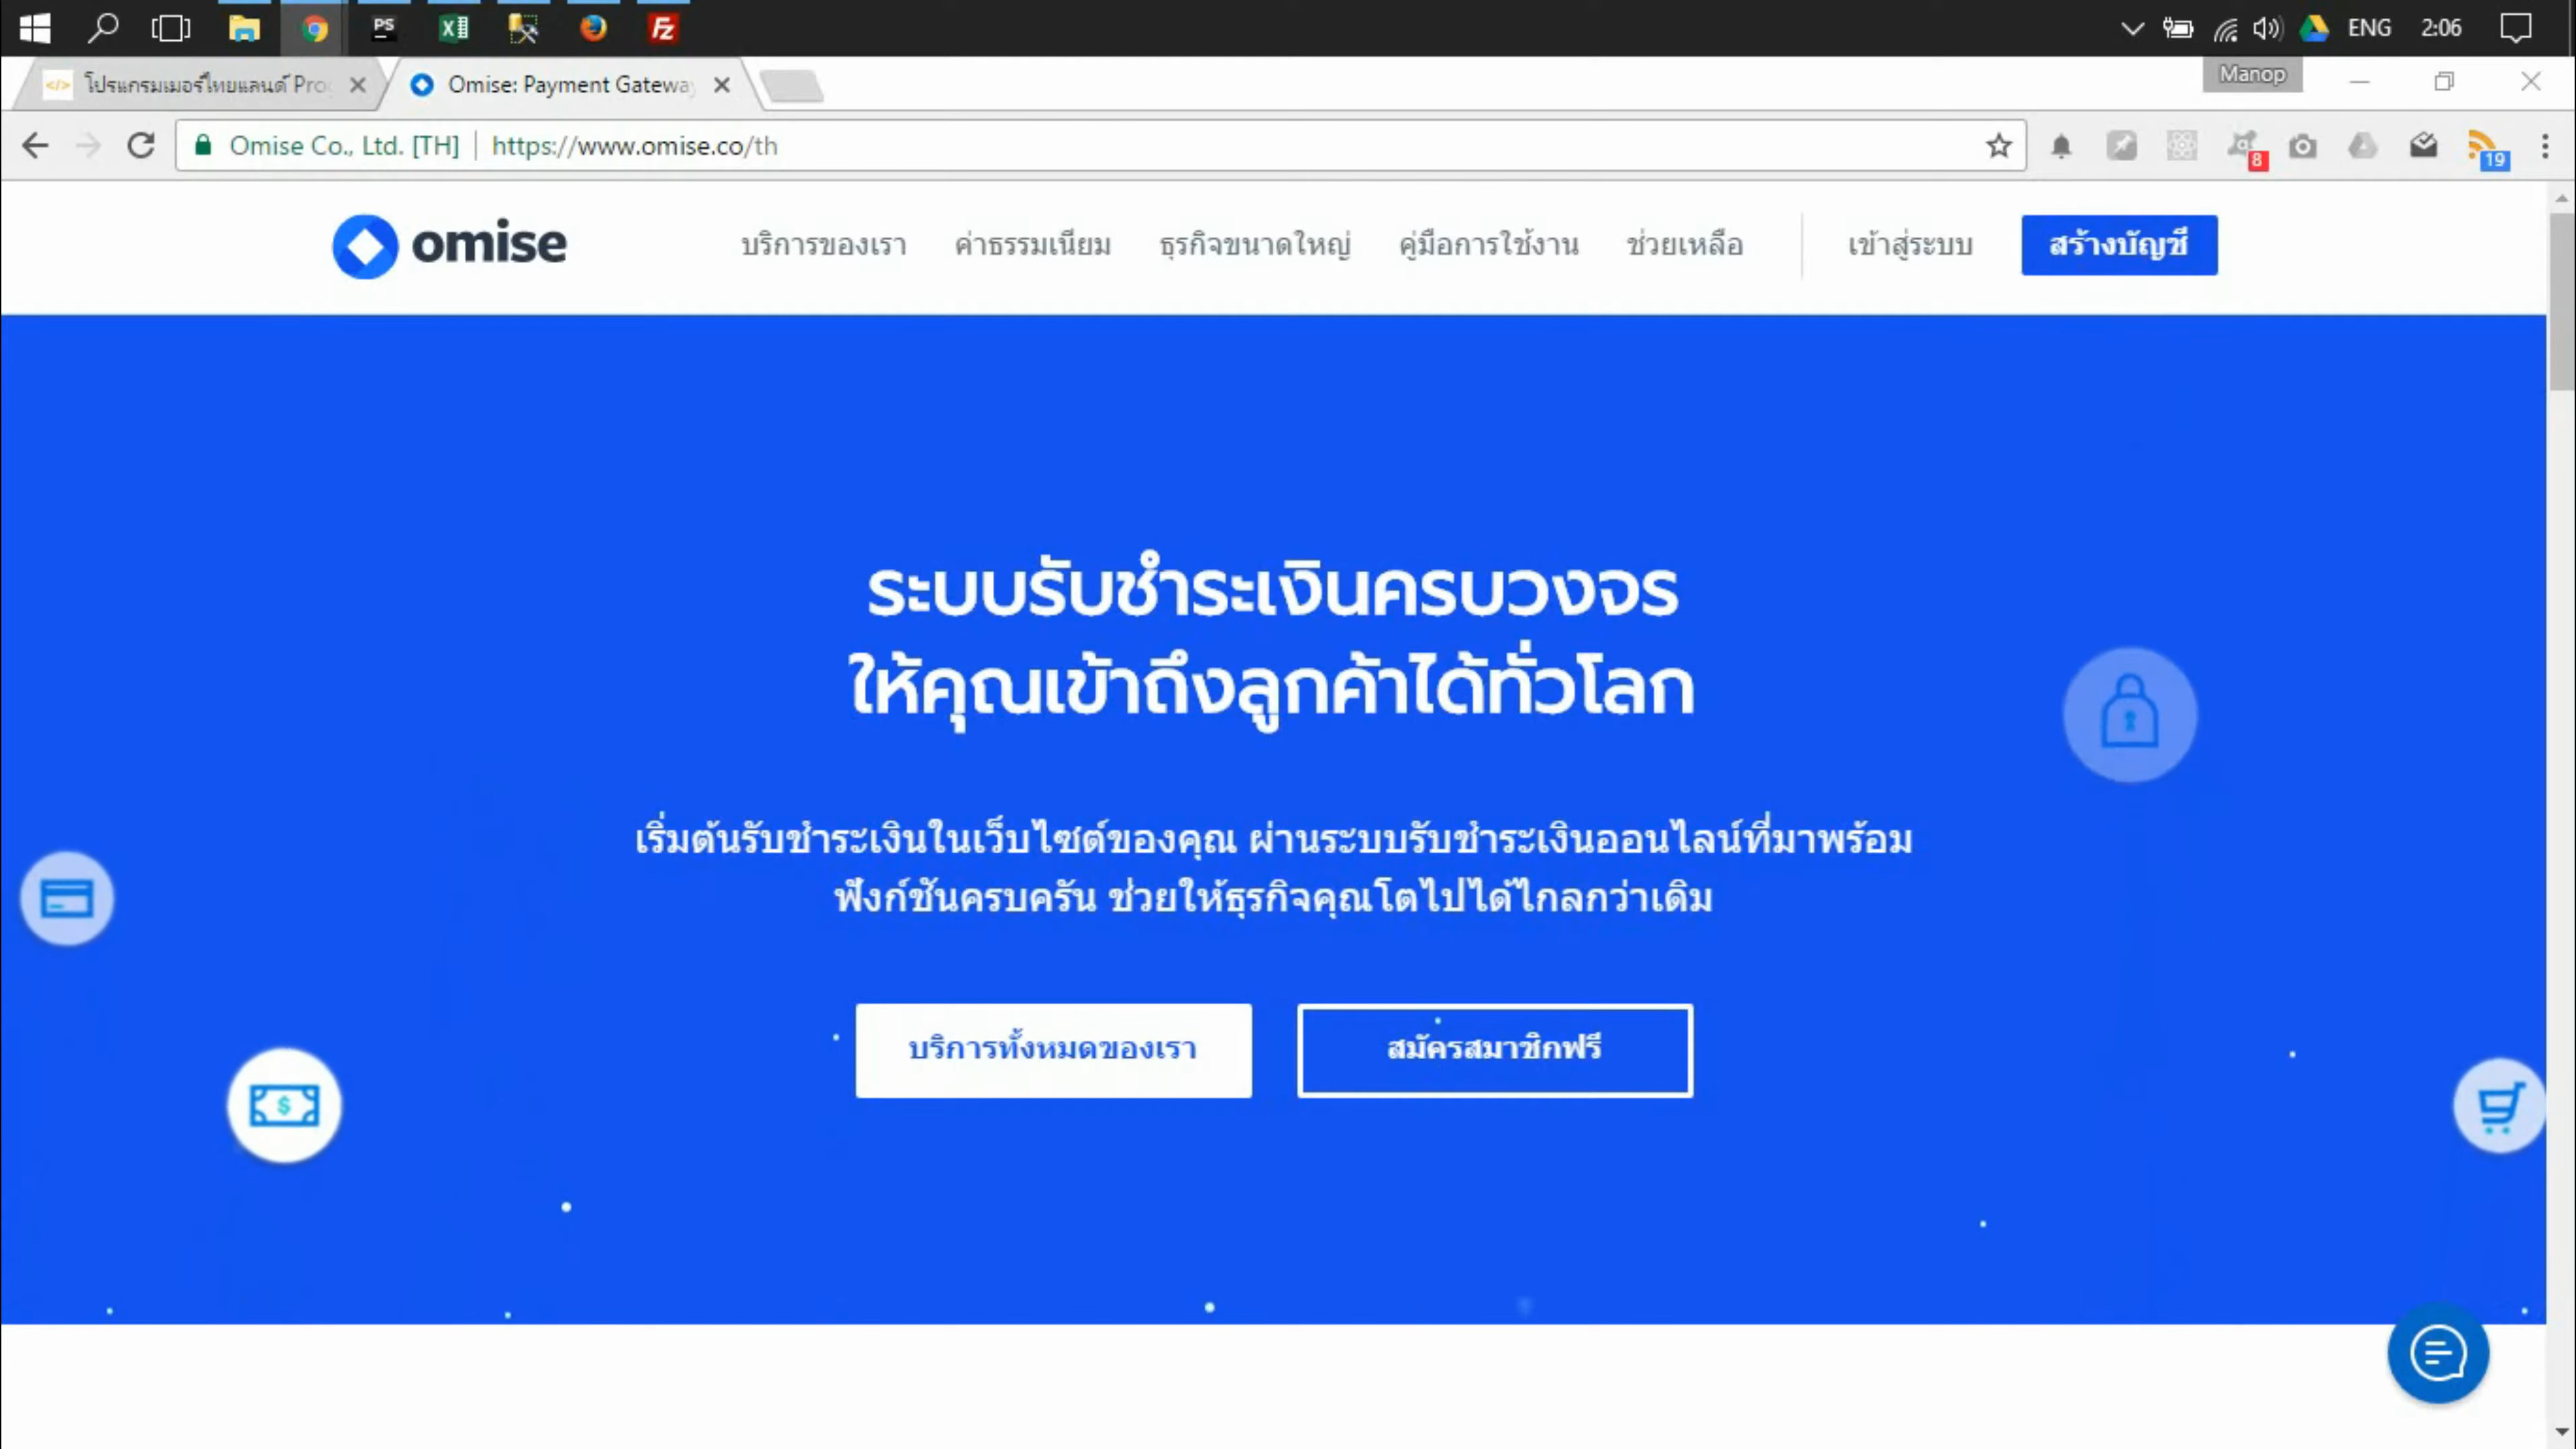 ENG 2:06
Manop
โปรแกรมเมอร์ไทยแลนด์ Pro
Omise: Payment Gateway
Omise Co., Ltd. [TH] | https://www.omise.co/th
8
19
omise
บริการของเรา ค่าธรรมเนียม ธุรกิจขนาดใหญ่ คู่มือการใช้งาน ช่วยเหลือ เข้าสู่ระบบ สร้างบัญชี
ระบบรับชำระเงินครบวงจร
ให้คุณเข้าถึงลูกค้าได้ทั่วโลก
เริ่มต้นรับชำระเงินในเว็บไซต์ของคุณ ผ่านระบบรับชำระเงินออนไลน์ที่มาพร้อม
ฟังก์ชันครบครัน ช่วยให้ธุรกิจคุณโตไปได้ไกลกว่าเดิม
บริการทั้งหมดของเรา
สมัครสมาชิกฟรี